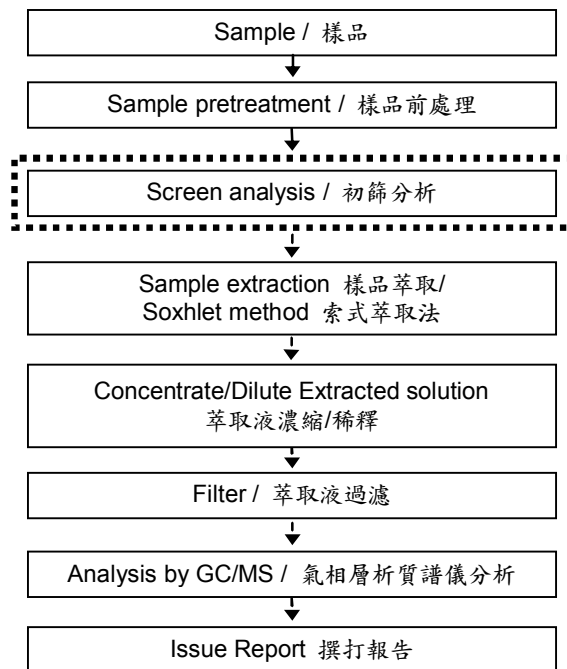 Sample / 樣品
Sample pretreatment / 樣品前處理
Screen analysis / 初篩分析
Sample extraction 樣品萃取/
Soxhlet method 索式萃取法
Concentrate/Dilute Extracted solution
萃取液濃縮/稀釋
Filter / 萃取液過濾
Analysis by GC/MS / 氣相層析質譜儀分析
Issue Report 撰打報告